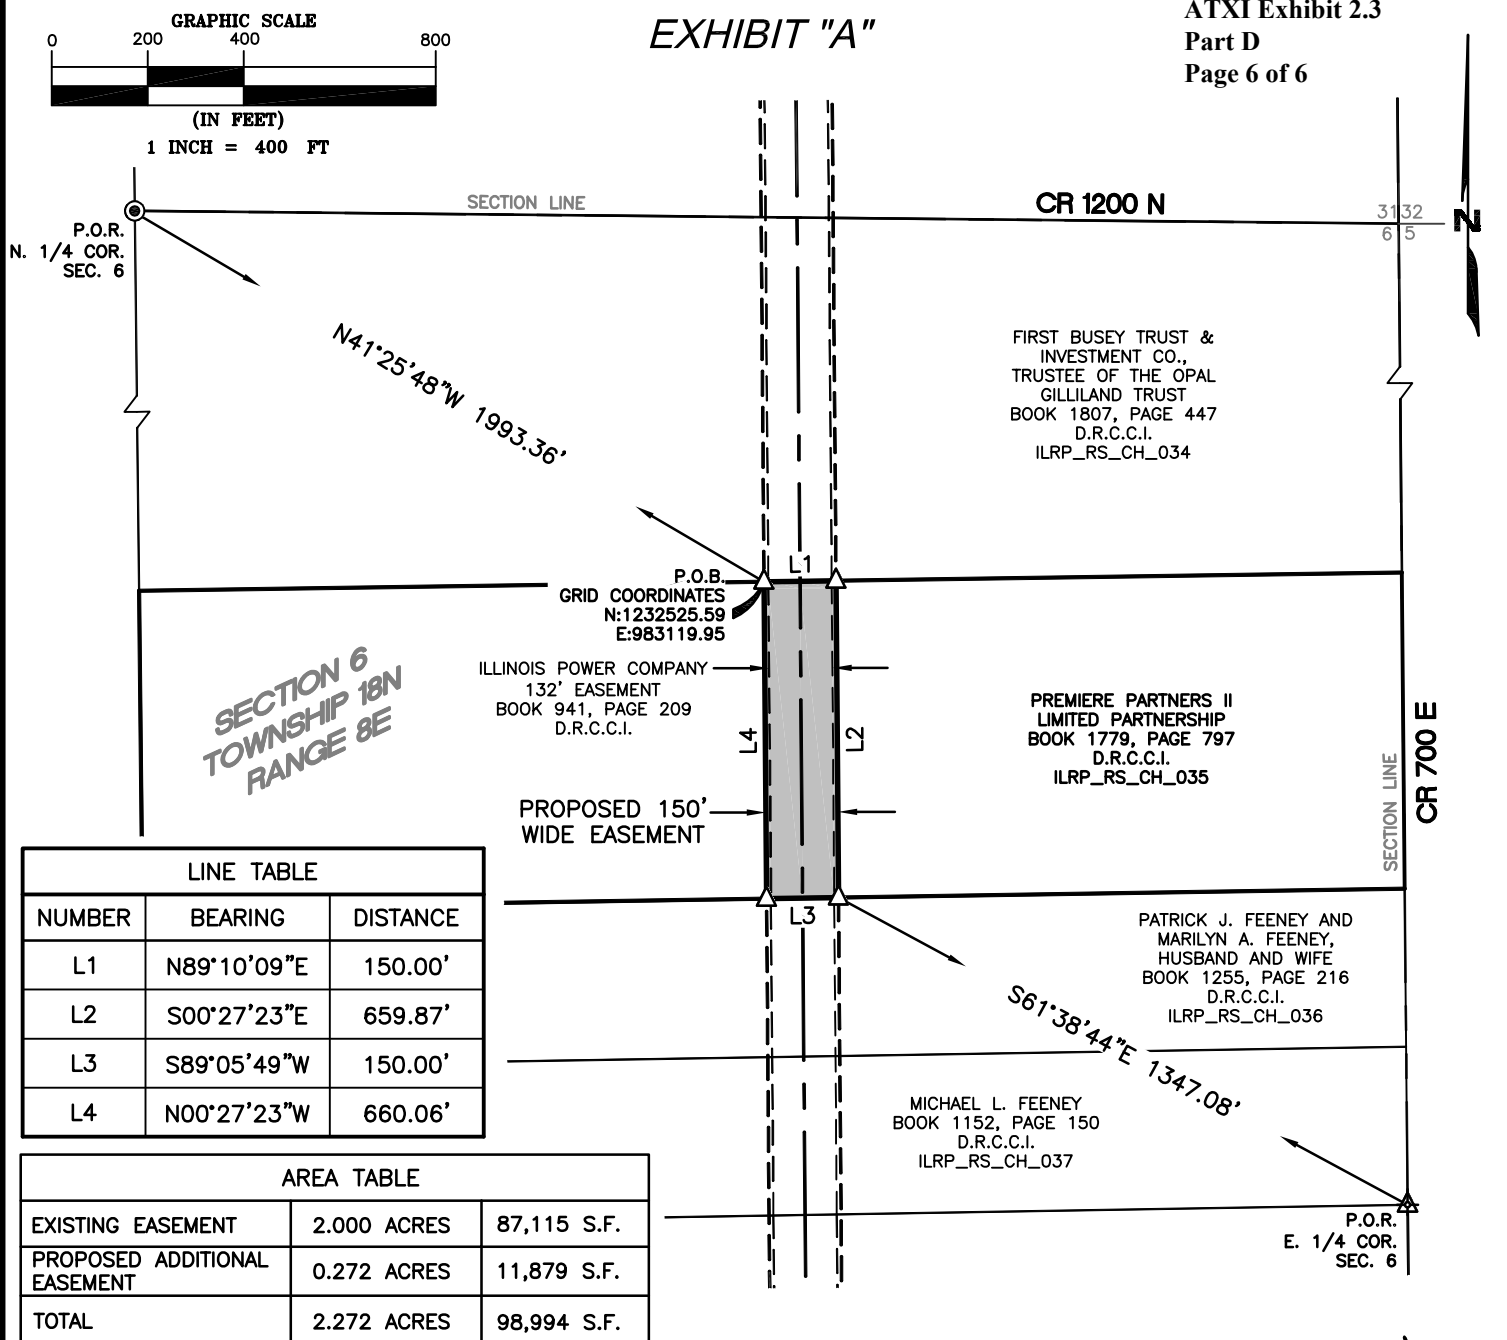 GRAPHIC SCALE
0 200 400 800
(IN FEET)
1 INCH = 400 FT
EXHIBIT "A"
ATXI Exhibit 2.3
Part D
Page 6 of 6
N
SECTION LINE
CR 1200 N
31 32
6 5
P.O.R.
N. 1/4 COR.
SEC. 6
N41°25'48"W 1993.36'
FIRST BUSEY TRUST &
INVESTMENT CO.,
TRUSTEE OF THE OPAL
GILLILAND TRUST
BOOK 1807, PAGE 447
D.R.C.C.I.
ILRP_RS_CH_034
L1
P.O.B.
GRID COORDINATES
N:1232525.59
E:983119.95
SECTION 6
TOWNSHIP 18N
RANGE 8E
ILLINOIS POWER COMPANY
132' EASEMENT
BOOK 941, PAGE 209
D.R.C.C.I.
L4
L2
PREMIERE PARTNERS II
LIMITED PARTNERSHIP
BOOK 1779, PAGE 797
D.R.C.C.I.
ILRP_RS_CH_035
SECTION LINE
CR 700 E
PROPOSED 150'
WIDE EASEMENT
L3
LINE TABLE
NUMBER BEARING DISTANCE
L1 N89°10'09"E 150.00'
L2 S00°27'23"E 659.87'
L3 S89°05'49"W 150.00'
L4 N00°27'23"W 660.06'
PATRICK J. FEENEY AND
MARILYN A. FEENEY,
HUSBAND AND WIFE
BOOK 1255, PAGE 216
D.R.C.C.I.
ILRP_RS_CH_036
S61°38'44"E 1347.08'
MICHAEL L. FEENEY
BOOK 1152, PAGE 150
D.R.C.C.I.
ILRP_RS_CH_037
AREA TABLE
EXISTING EASEMENT 2.000 ACRES 87,115 S.F.
PROPOSED ADDITIONAL
EASEMENT 0.272 ACRES 11,879 S.F.
TOTAL 2.272 ACRES 98,994 S.F.
P.O.R.
E. 1/4 COR.
SEC. 6